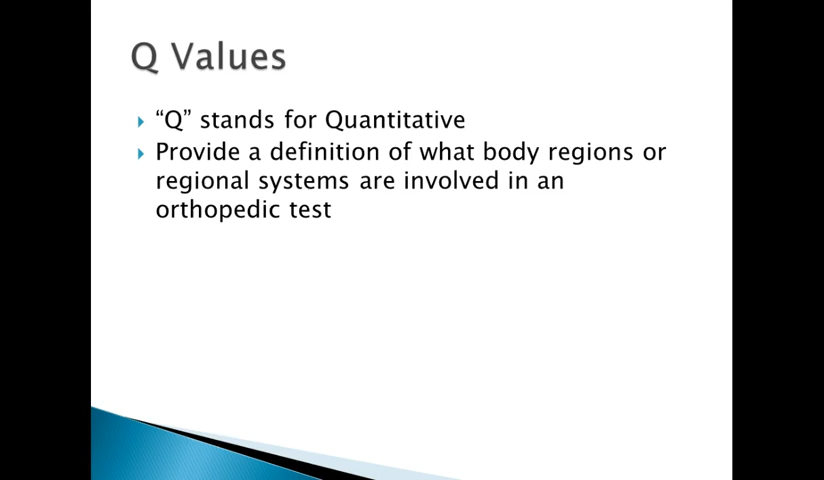 Q Values
“Q” stands for Quantitative
Provide a definition of what body regions or
regional systems are involved in an
orthopedic test